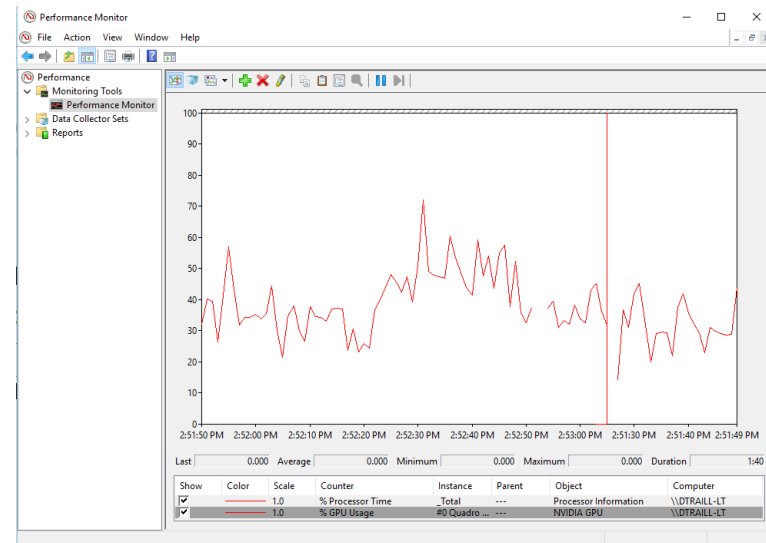 Performance Monitor
File Action View Window Help
Performance
Monitoring Tools
Performance Monitor
Data Collector Sets
Reports
100
90
80
70
60
50
40
30
20
10
0
2:51:50 PM 2:52:00 PM 2:52:10 PM 2:52:20 PM 2:52:30 PM 2:52:40 PM 2:52:50 PM 2:53:00 PM 2:51:30 PM 2:51:40 PM 2:51:49 PM
Last 0.000 Average 0.000 Minimum 0.000 Maximum 0.000 Duration 1:40
Show Color Scale Counter Instance Parent Object Computer
1.0 % Processor Time _Total --- Processor Information \\DTRAILL-LT
1.0 % GPU Usage #0 Quadro ... --- NVIDIA GPU \\DTRAILL-LT